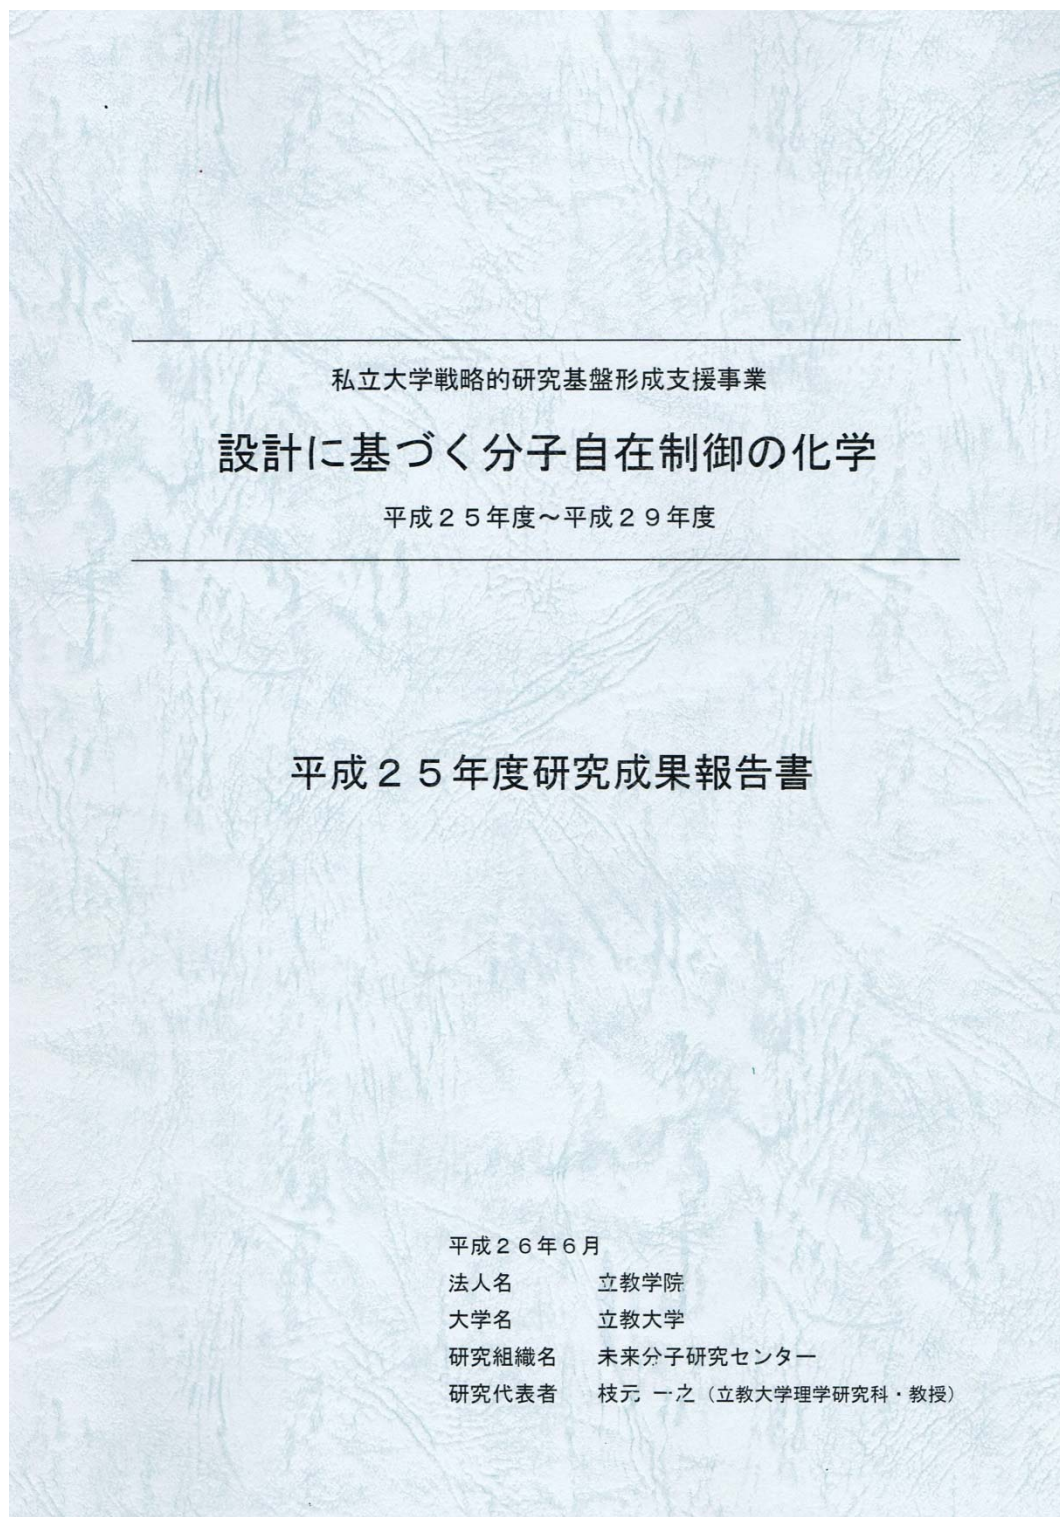 私立大学戦略的研究基盤形成支援事業
設計に基づく分子自在制御の化学
平成25年度～平成29年度
平成25年度研究成果報告書
平成26年6月
法人名 立教学院
大学名 立教大学
研究組織名 未来分子研究センター
研究代表者 枝元 一之（立教大学理学研究科・教授）